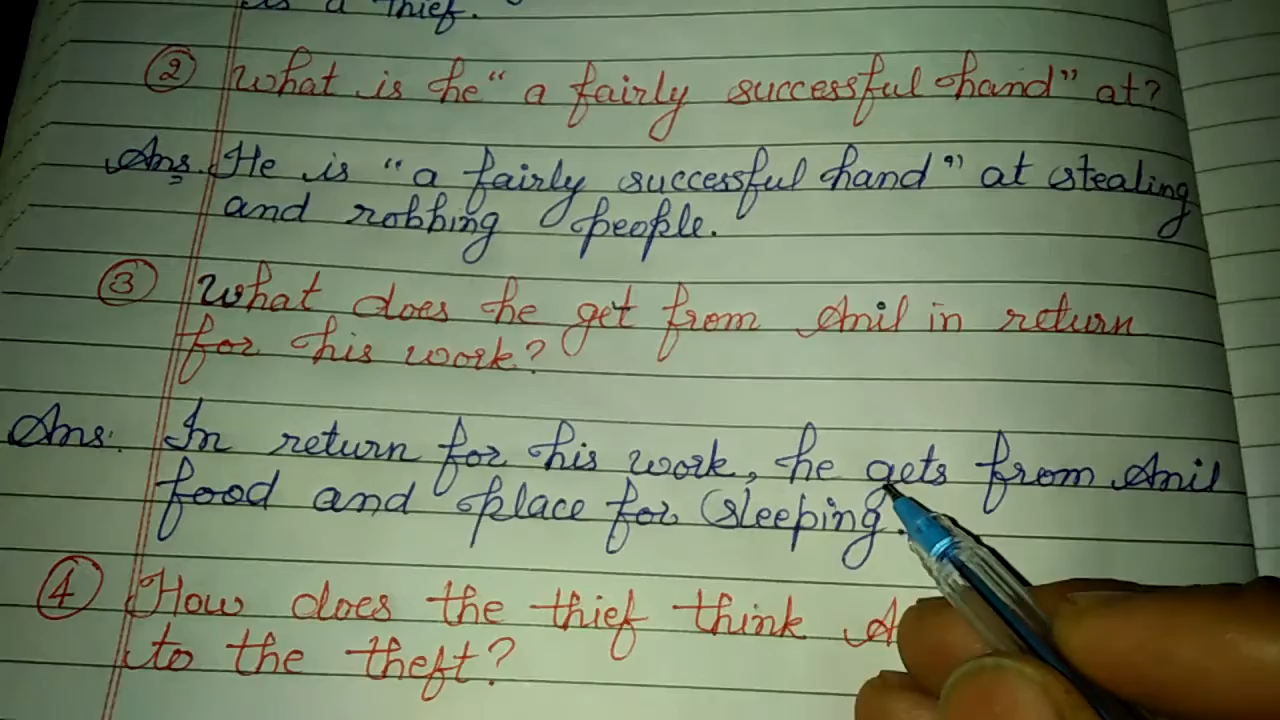 is a thief.
② What is he "a fairly successful hand" at?
Ans. He is "a fairly successful hand" at stealing
and robbing people.
③ What does he get from Anil in return
for his work?
Ans. In return for his work, he gets from Anil
food and place for sleeping.
④ How does the thief think A
to the theft?